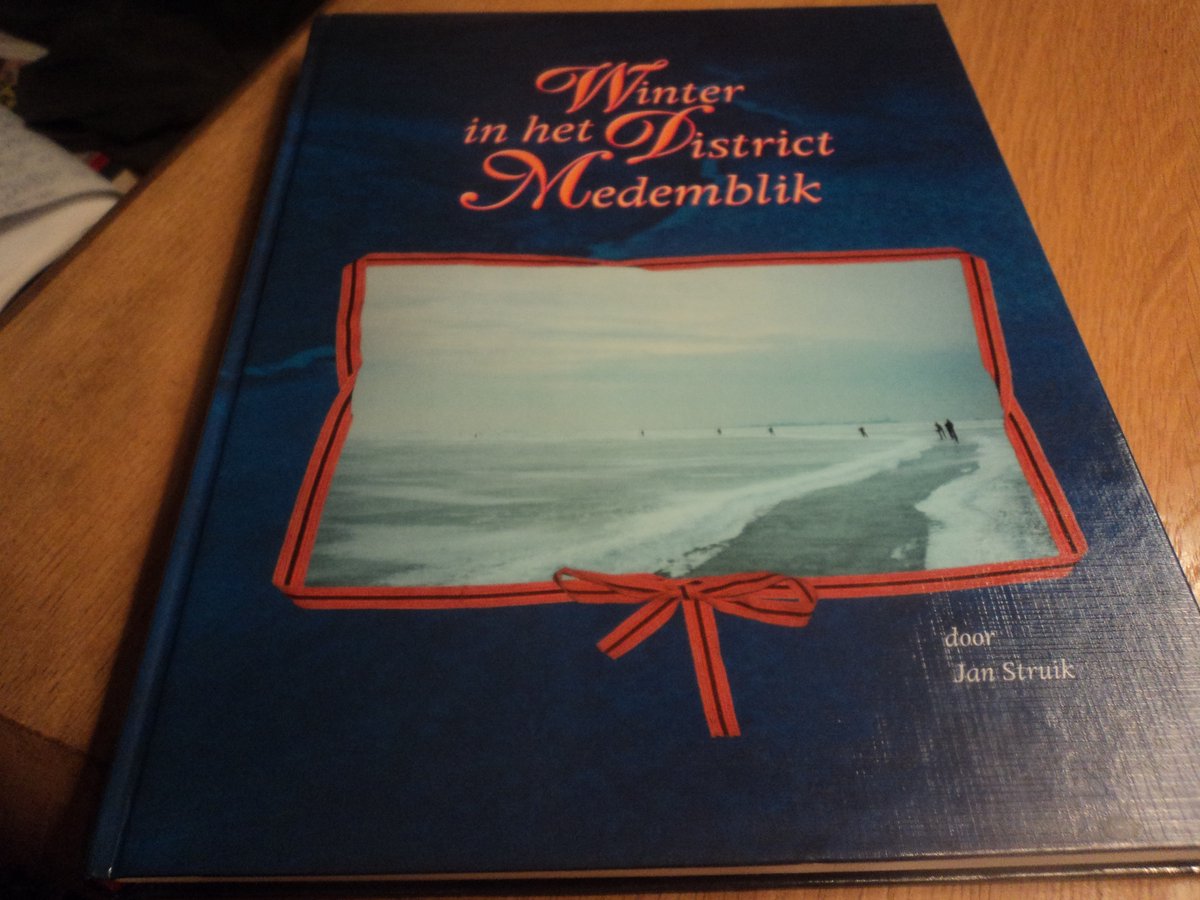 Winter
in het District
Medemblik
door
Jan Struik